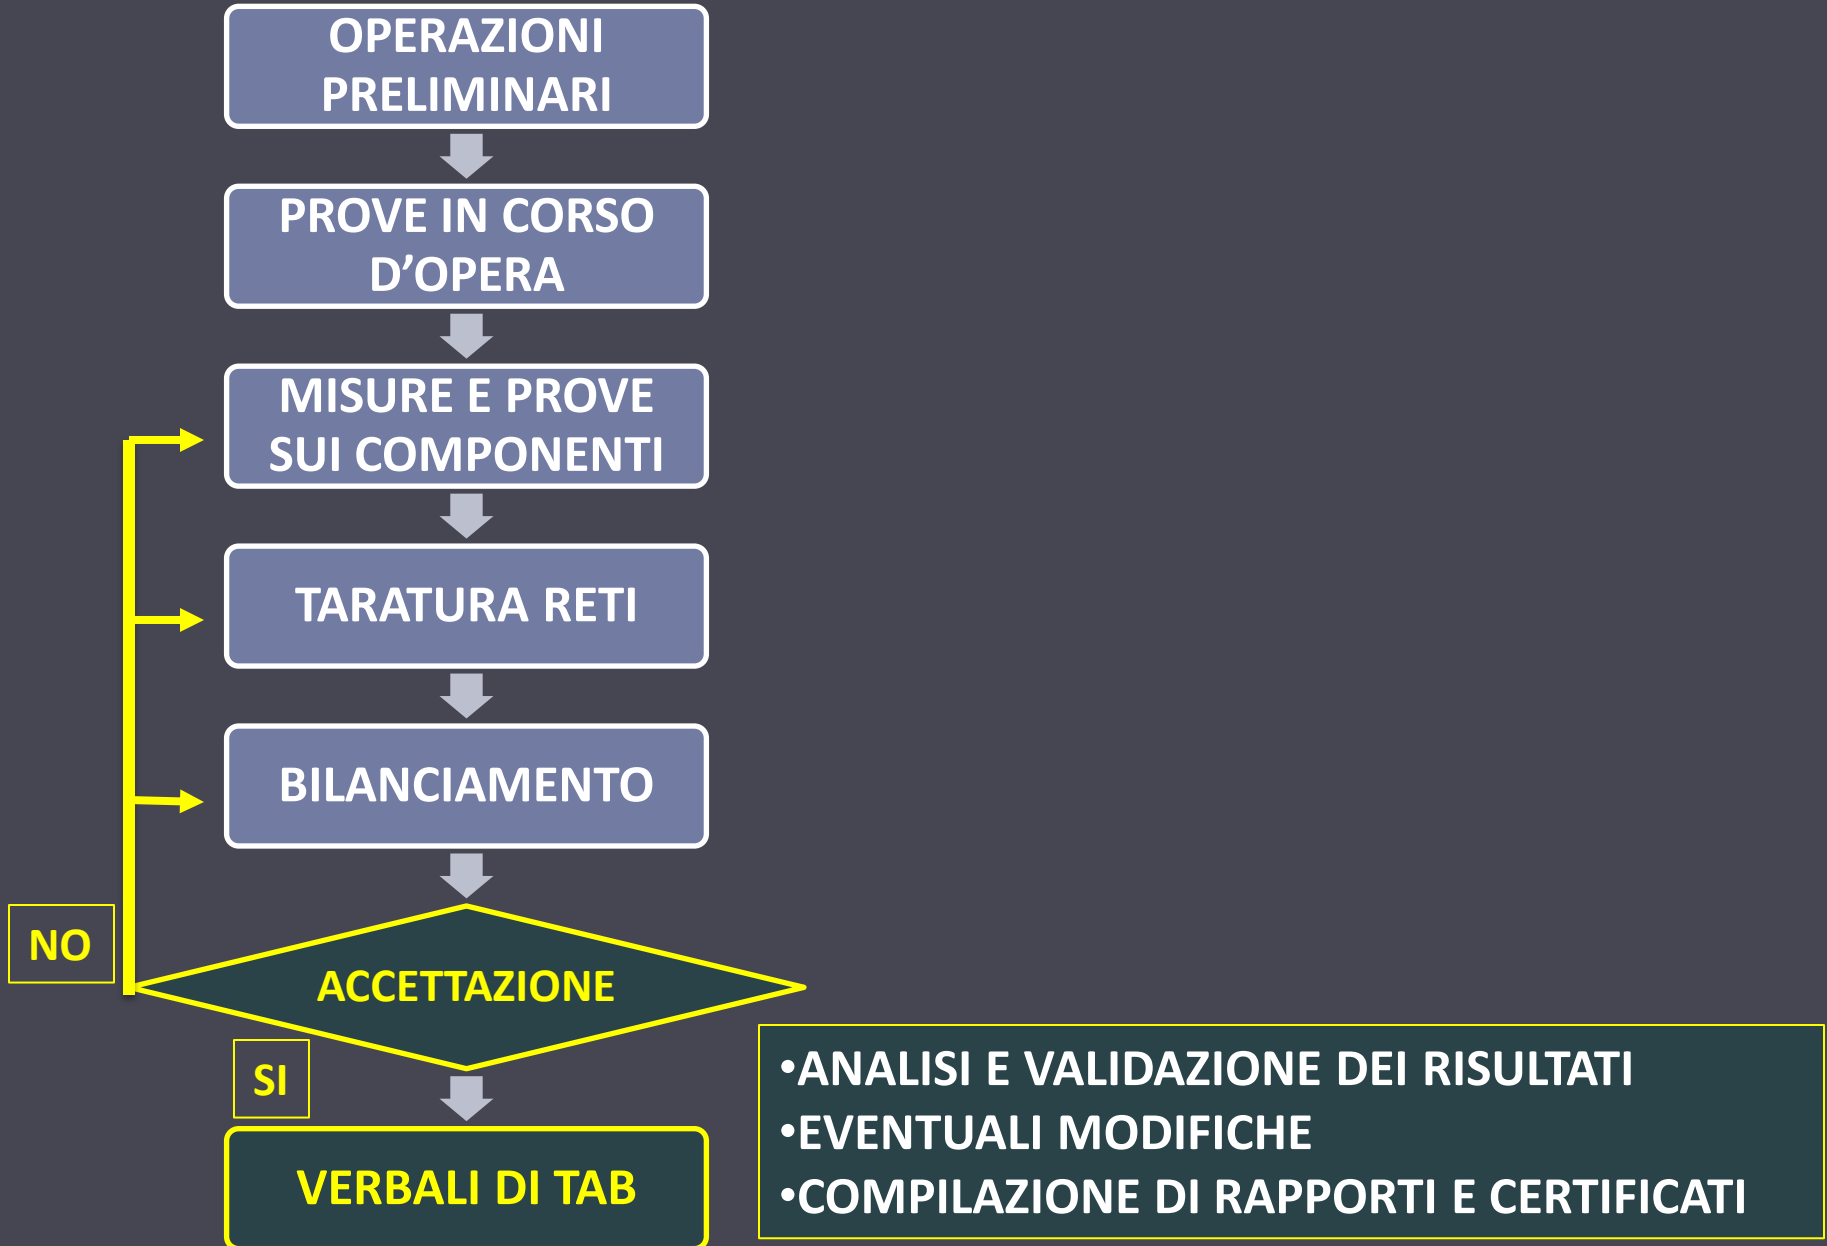 OPERAZIONI
PRELIMINARI
PROVE IN CORSO
D’OPERA
MISURE E PROVE
SUI COMPONENTI
TARATURA RETI
BILANCIAMENTO
NO
ACCETTAZIONE
SI
VERBALI DI TAB
•ANALISI E VALIDAZIONE DEI RISULTATI
•EVENTUALI MODIFICHE
•COMPILAZIONE DI RAPPORTI E CERTIFICATI